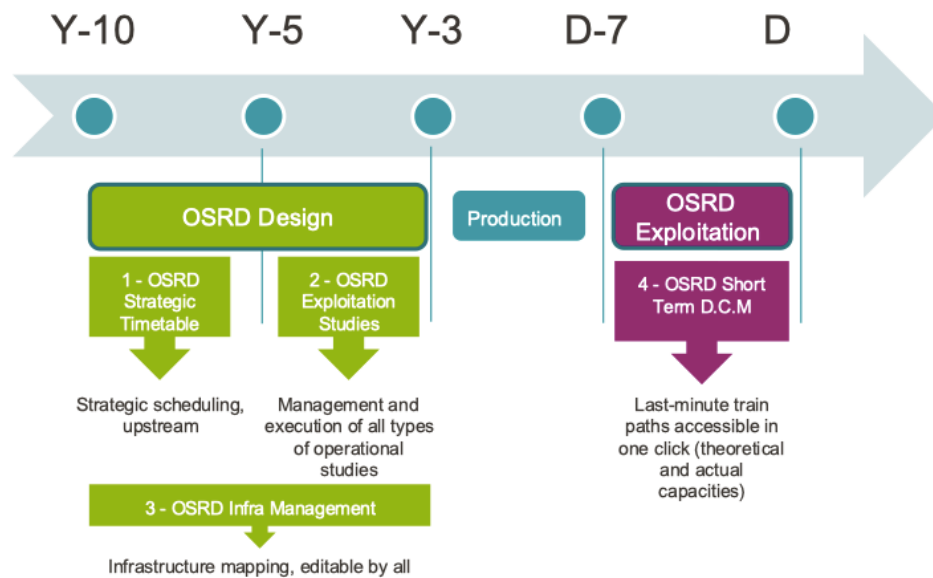 Y-10 Y-5 Y-3 D-7 D
OSRD Design
Production
OSRD
Exploitation
1 - OSRD
Strategic
Timetable
2 - OSRD
Exploitation
Studies
4 - OSRD Short
Term D.C.M
Strategic scheduling,
upstream
Management and
execution of all types
of operational
studies
Last-minute train
paths accessible in
one click (theoretical
and actual
capacities)
3 - OSRD Infra Management
Infrastructure mapping, editable by all